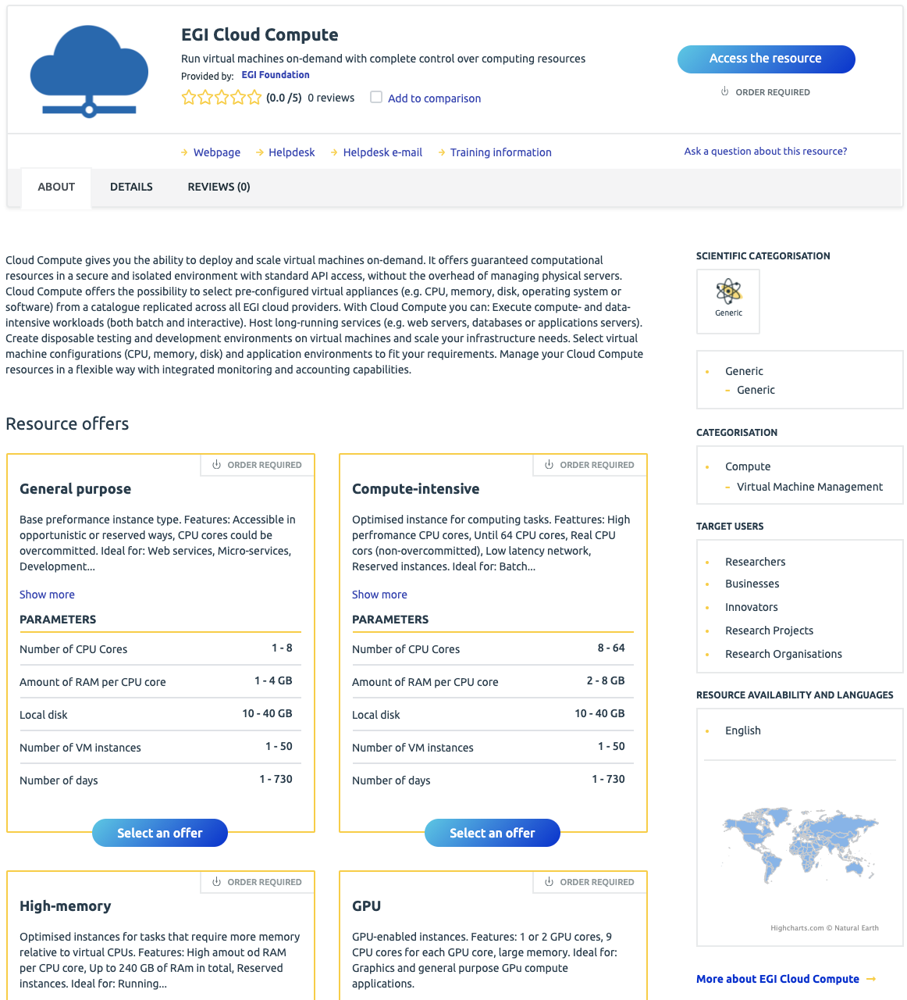 EGI Cloud Compute
Run virtual machines on-demand with complete control over computing resources
Provided by: EGI Foundation
(0.0 /5) 0 reviews Add to comparison
Access the resource
ORDER REQUIRED
Webpage Helpdesk Helpdesk e-mail Training information
Ask a question about this resource?
ABOUT DETAILS REVIEWS (0)
Cloud Compute gives you the ability to deploy and scale virtual machines on-demand. It offers guaranteed computational
resources in a secure and isolated environment with standard API access, without the overhead of managing physical servers.
Cloud Compute offers the possibility to select pre-configured virtual appliances (e.g. CPU, memory, disk, operating system or
software) from a catalogue replicated across all EGI cloud providers. With Cloud Compute you can: Execute compute- and data-
intensive workloads (both batch and interactive). Host long-running services (e.g. web servers, databases or applications servers).
Create disposable testing and development environments on virtual machines and scale your infrastructure needs. Select virtual
machine configurations (CPU, memory, disk) and application environments to fit your requirements. Manage your Cloud Compute
resources in a flexible way with integrated monitoring and accounting capabilities.
Resource offers
ORDER REQUIRED
General purpose
Base preformance instance type. Features: Accessible in
opportunistic or reserved ways, CPU cores could be
overcommitted. Ideal for: Web services, Micro-services,
Development...
Show more
PARAMETERS
Number of CPU Cores 1 - 8
Amount of RAM per CPU core 1 - 4 GB
Local disk 10 - 40 GB
Number of VM instances 1 - 50
Number of days 1 - 730
Select an offer
ORDER REQUIRED
Compute-intensive
Optimised instance for computing tasks. Feattures: High
perfromance CPU cores, Until 64 CPU cores, Real CPU
cors (non-overcommitted), Low latency network,
Reserved instances. Ideal for: Batch...
Show more
PARAMETERS
Number of CPU Cores 8 - 64
Amount of RAM per CPU core 2 - 8 GB
Local disk 10 - 40 GB
Number of VM instances 1 - 50
Number of days 1 - 730
Select an offer
ORDER REQUIRED
High-memory
Optimised instances for tasks that require more memory
relative to virtual CPUs. Features: High amout od RAM
per CPU core, Up to 240 GB of RAm in total, Reserved
instances. Ideal for: Running...
ORDER REQUIRED
GPU
GPU-enabled instances. Features: 1 or 2 GPU cores, 9
CPU cores for each GPU core, large memory. Ideal for:
Graphics and general purpose GPu compute
applications.
SCIENTIFIC CATEGORISATION
Generic
Generic
Generic
CATEGORISATION
Compute
Virtual Machine Management
TARGET USERS
Researchers
Businesses
Innovators
Research Projects
Research Organisations
RESOURCE AVAILABILITY AND LANGUAGES
English
Highcharts.com © Natural Earth
More about EGI Cloud Compute